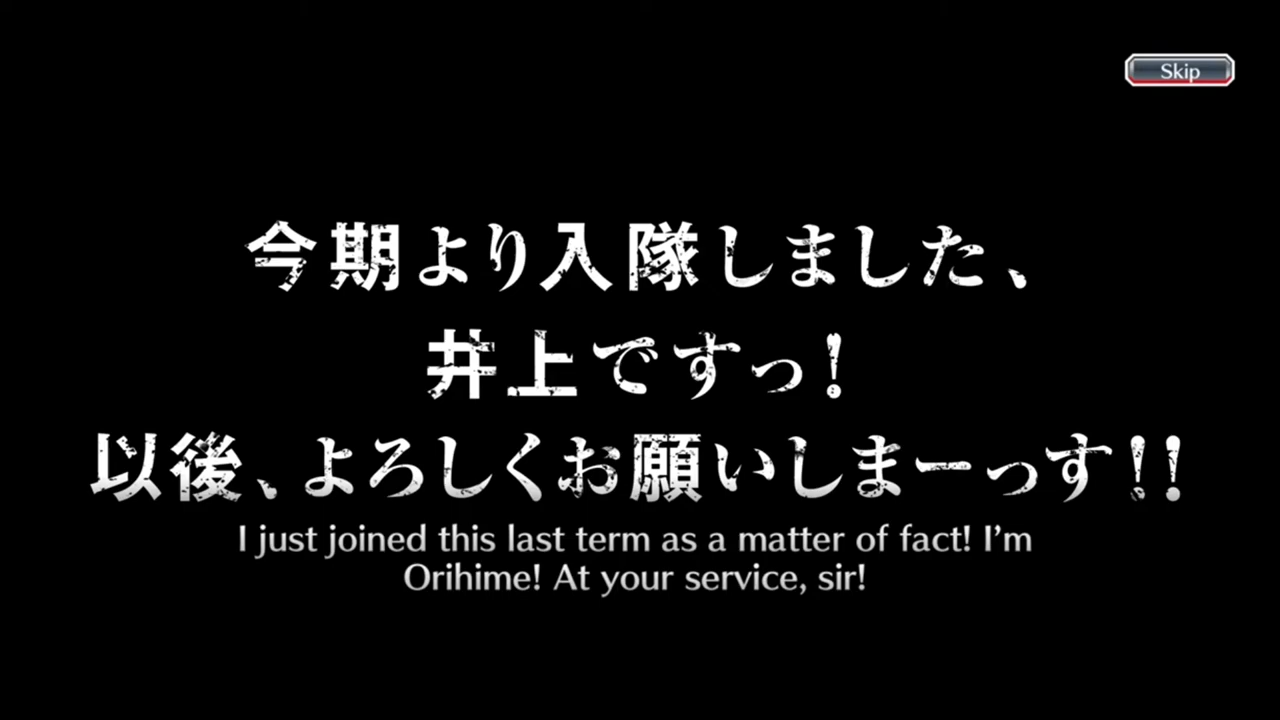 Skip
今期より入隊しました、
井上ですっ!
以後、よろしくお願いしまーっす!!
I just joined this last term as a matter of fact! I’m
Orihime! At your service, sir!